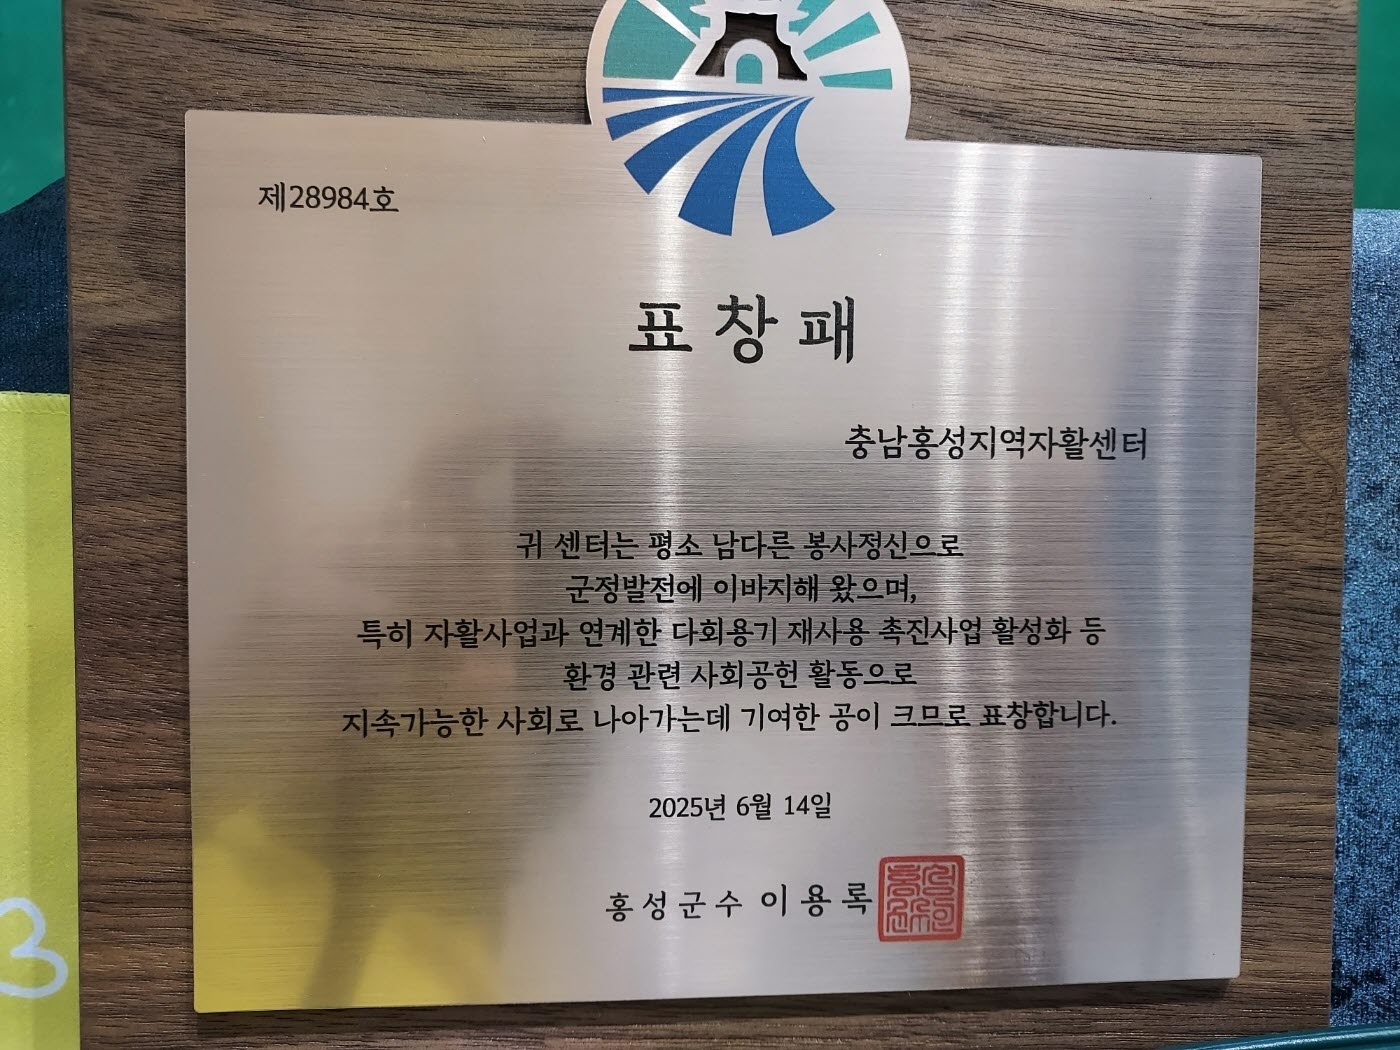 제28984호
표창패
충남홍성지역자활센터
귀 센터는 평소 남다른 봉사정신으로
군정발전에 이바지해 왔으며,
특히 자활사업과 연계한 다회용기 재사용 촉진사업 활성화 등
환경 관련 사회공헌 활동으로
지속가능한 사회로 나아가는데 기여한 공이 크므로 표창합니다.
2025년 6월 14일
홍성군수 이용록
3